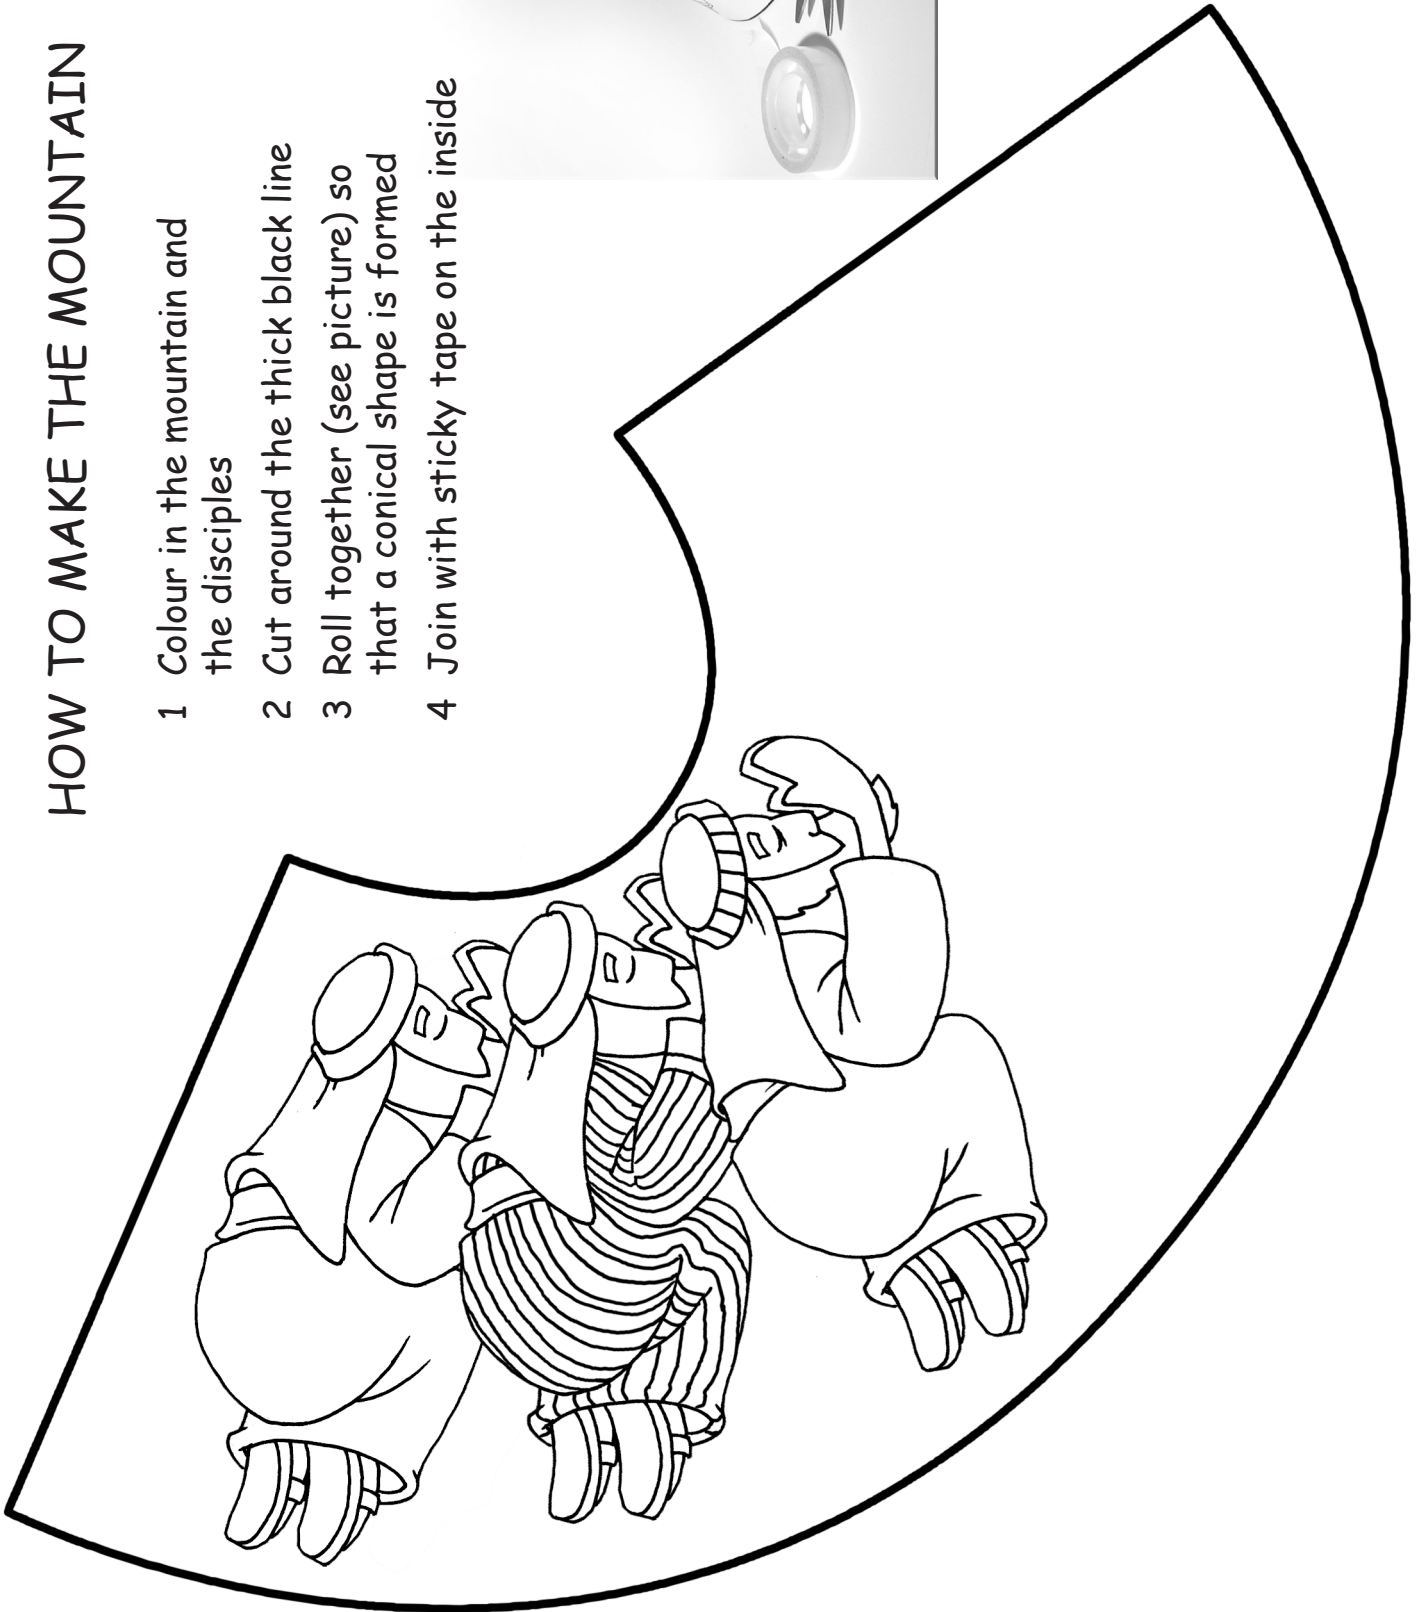 HOW TO MAKE THE MOUNTAIN
1 Colour in the mountain and
the disciples
2 Cut around the thick black line
3 Roll together (see picture) so
that a conical shape is formed
4 Join with sticky tape on the inside